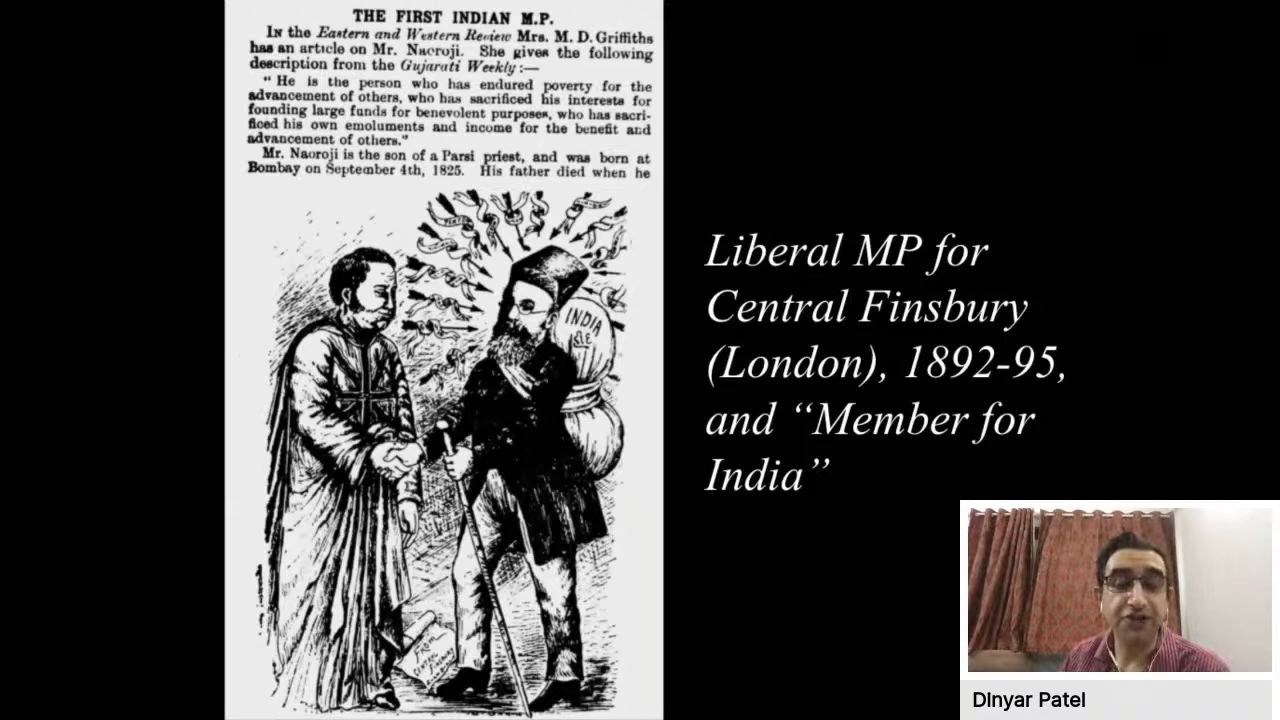 THE FIRST INDIAN M.P.
In the Eastern and Western Review Mrs. M. D. Griffiths
has an article on Mr. Naoroji. She gives the following
description from the Gujarati Weekly :—
" He is the person who has endured poverty for the
advancement of others, who has sacrificed his interests for
founding large funds for benevolent purposes, who has sacri-
ficed his own emoluments and income for the benefit and
advancement of others."
Mr. Naoroji is the son of a Parsi priest, and was born at
Bombay on September 4th, 1825. His father died when he
INDIA
Liberal MP for
Central Finsbury
(London), 1892-95,
and “Member for
India”
Dinyar Patel